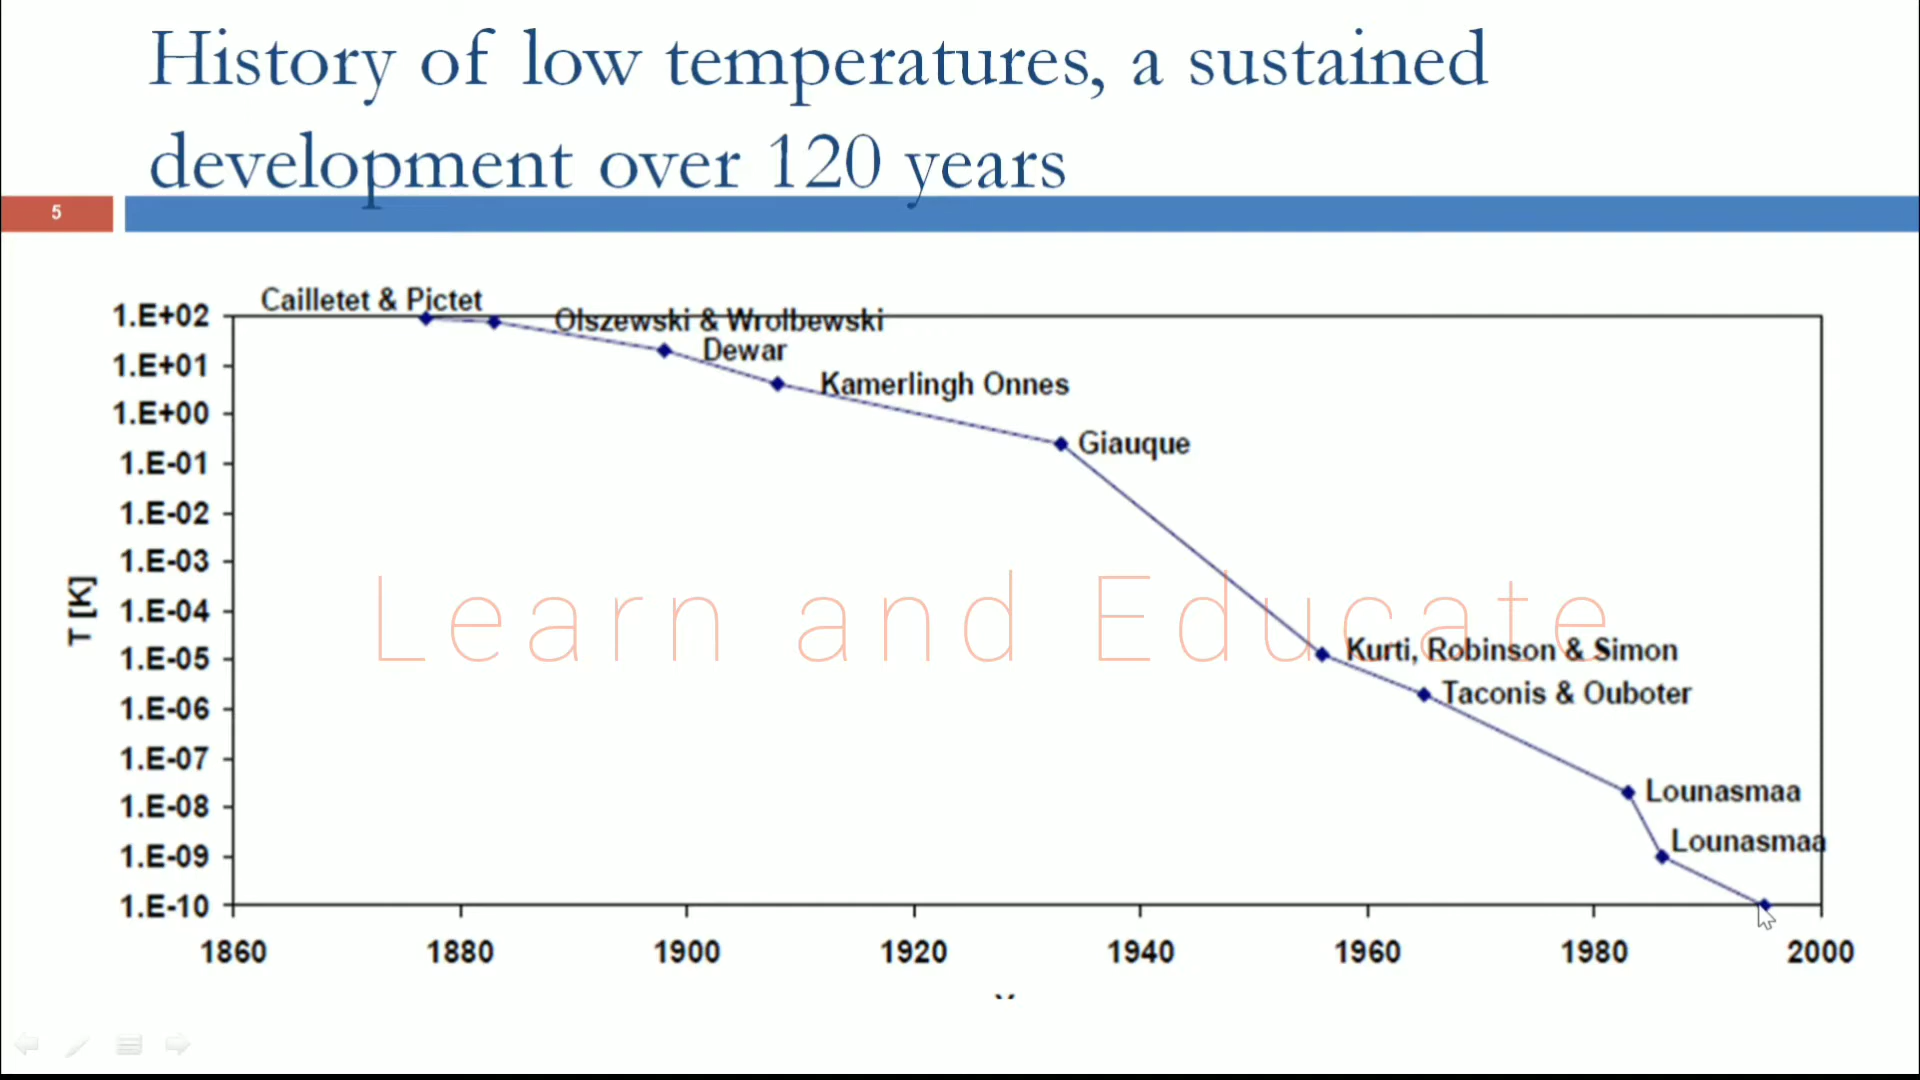 History of low temperatures, a sustained
development over 120 years
5
Cailletet & Pictet
Olszewski & Wrolbewski
Dewar
Kamerlingh Onnes
Giauque
Kurti, Robinson & Simon
Taconis & Ouboter
Lounasmaa
Lounasmaa
T [K]
1.E+02
1.E+01
1.E+00
1.E-01
1.E-02
1.E-03
1.E-04
1.E-05
1.E-06
1.E-07
1.E-08
1.E-09
1.E-10
1860 1880 1900 1920 1940 1960 1980 2000
Learn and Educate